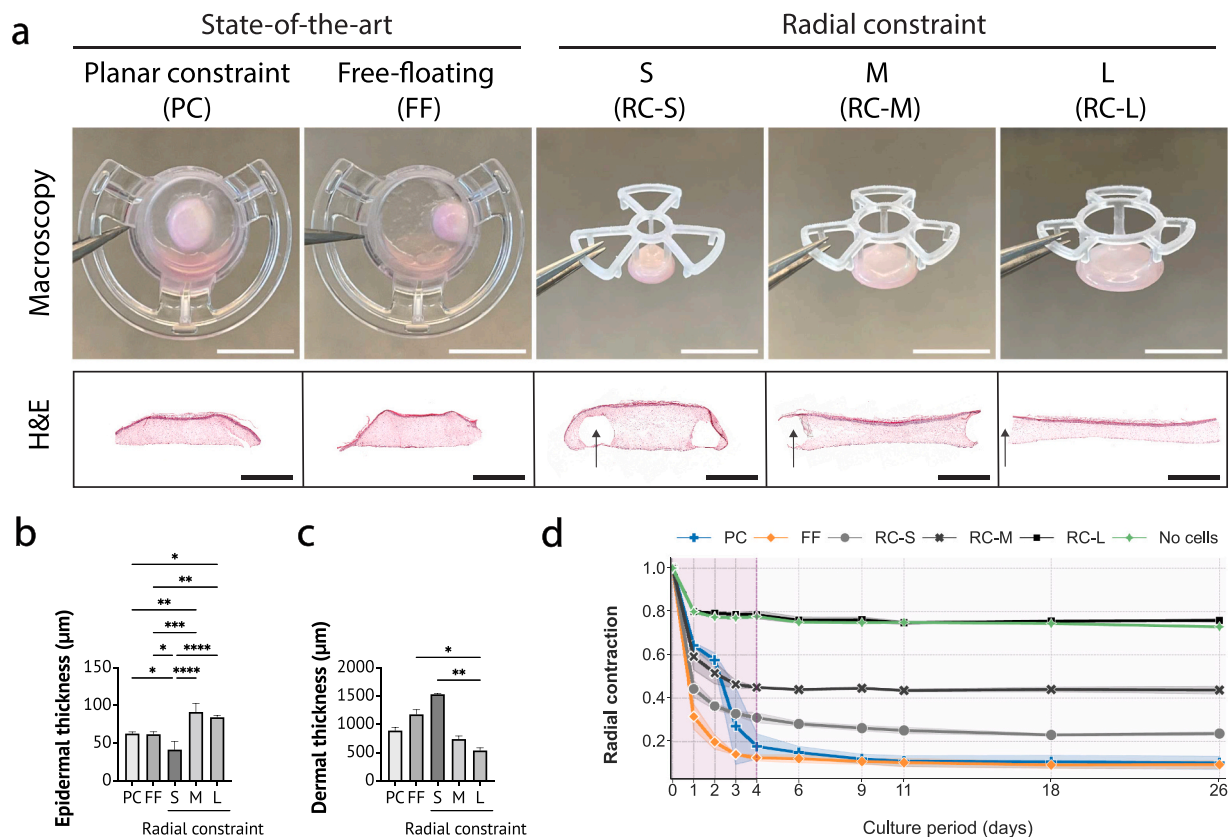 a
State-of-the-art
Radial constraint
Planar constraint
(PC)
Free-floating
(FF)
S
(RC-S)
M
(RC-M)
L
(RC-L)
Macroscopy
H&E
b
*
**
**
***
* ****
* ****
Epidermal thickness (μm)
150
100
50
0
PC FF S M L
Radial constraint
c
*
**
Dermal thickness (μm)
2000
1500
1000
500
0
PC FF S M L
Radial constraint
d
PC FF RC-S RC-M RC-L No cells
Radial contraction
1.0
0.8
0.6
0.4
0.2
0 1 2 3 4 6 9 11 18 26
Culture period (days)